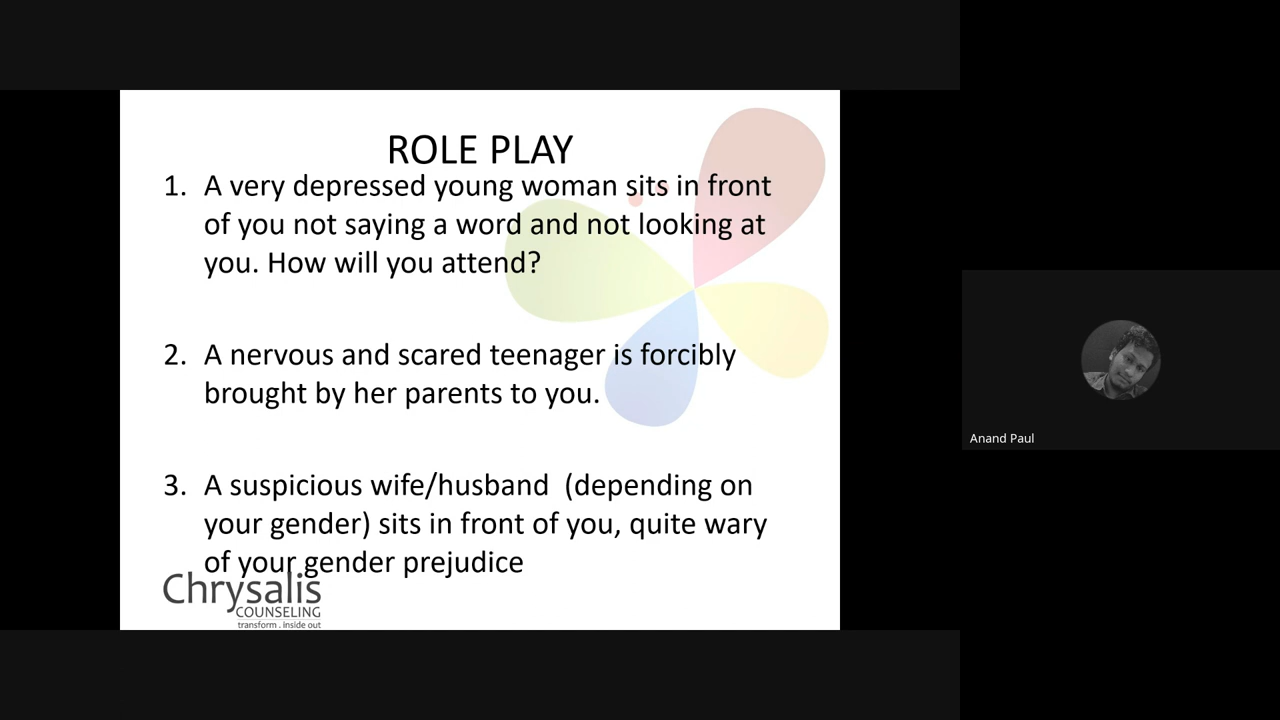 ROLE PLAY
1. A very depressed young woman sits in front
of you not saying a word and not looking at
you. How will you attend?
2. A nervous and scared teenager is forcibly
brought by her parents to you.
3. A suspicious wife/husband (depending on
your gender) sits in front of you, quite wary
of your gender prejudice
Chrysalis
COUNSELING
transform . inside out
Anand Paul